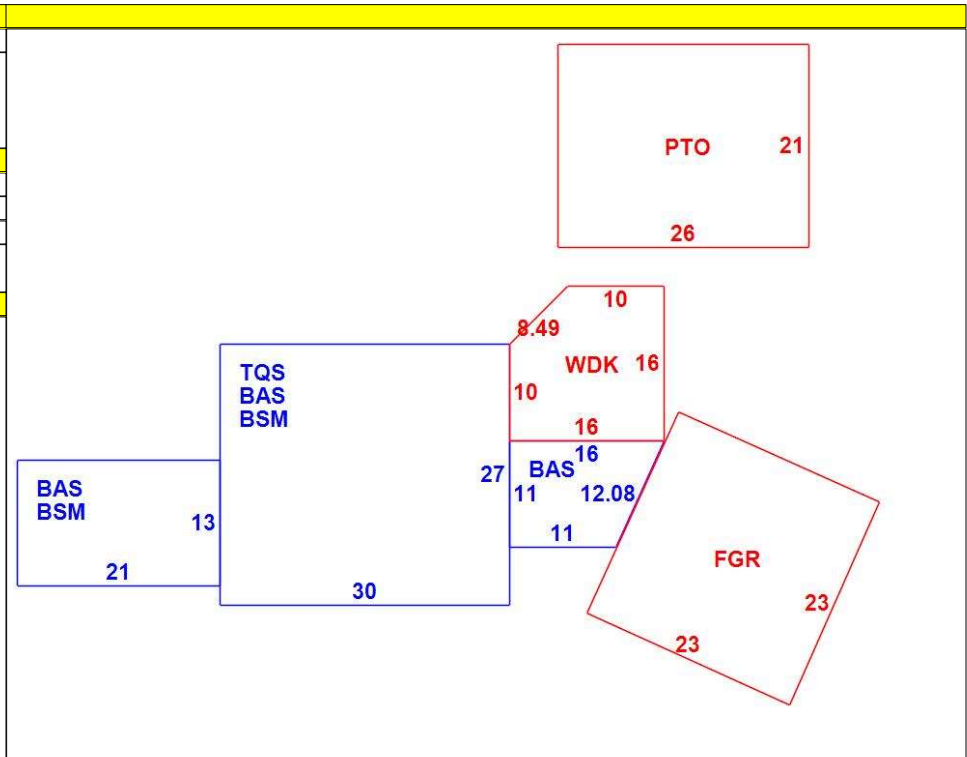 PTO 21
26
10
8.49
WDK 16
10
16
TQS
BAS
BSM
16
27 BAS
11 12.08
11
BAS
BSM
13
21
30
FGR
23
23